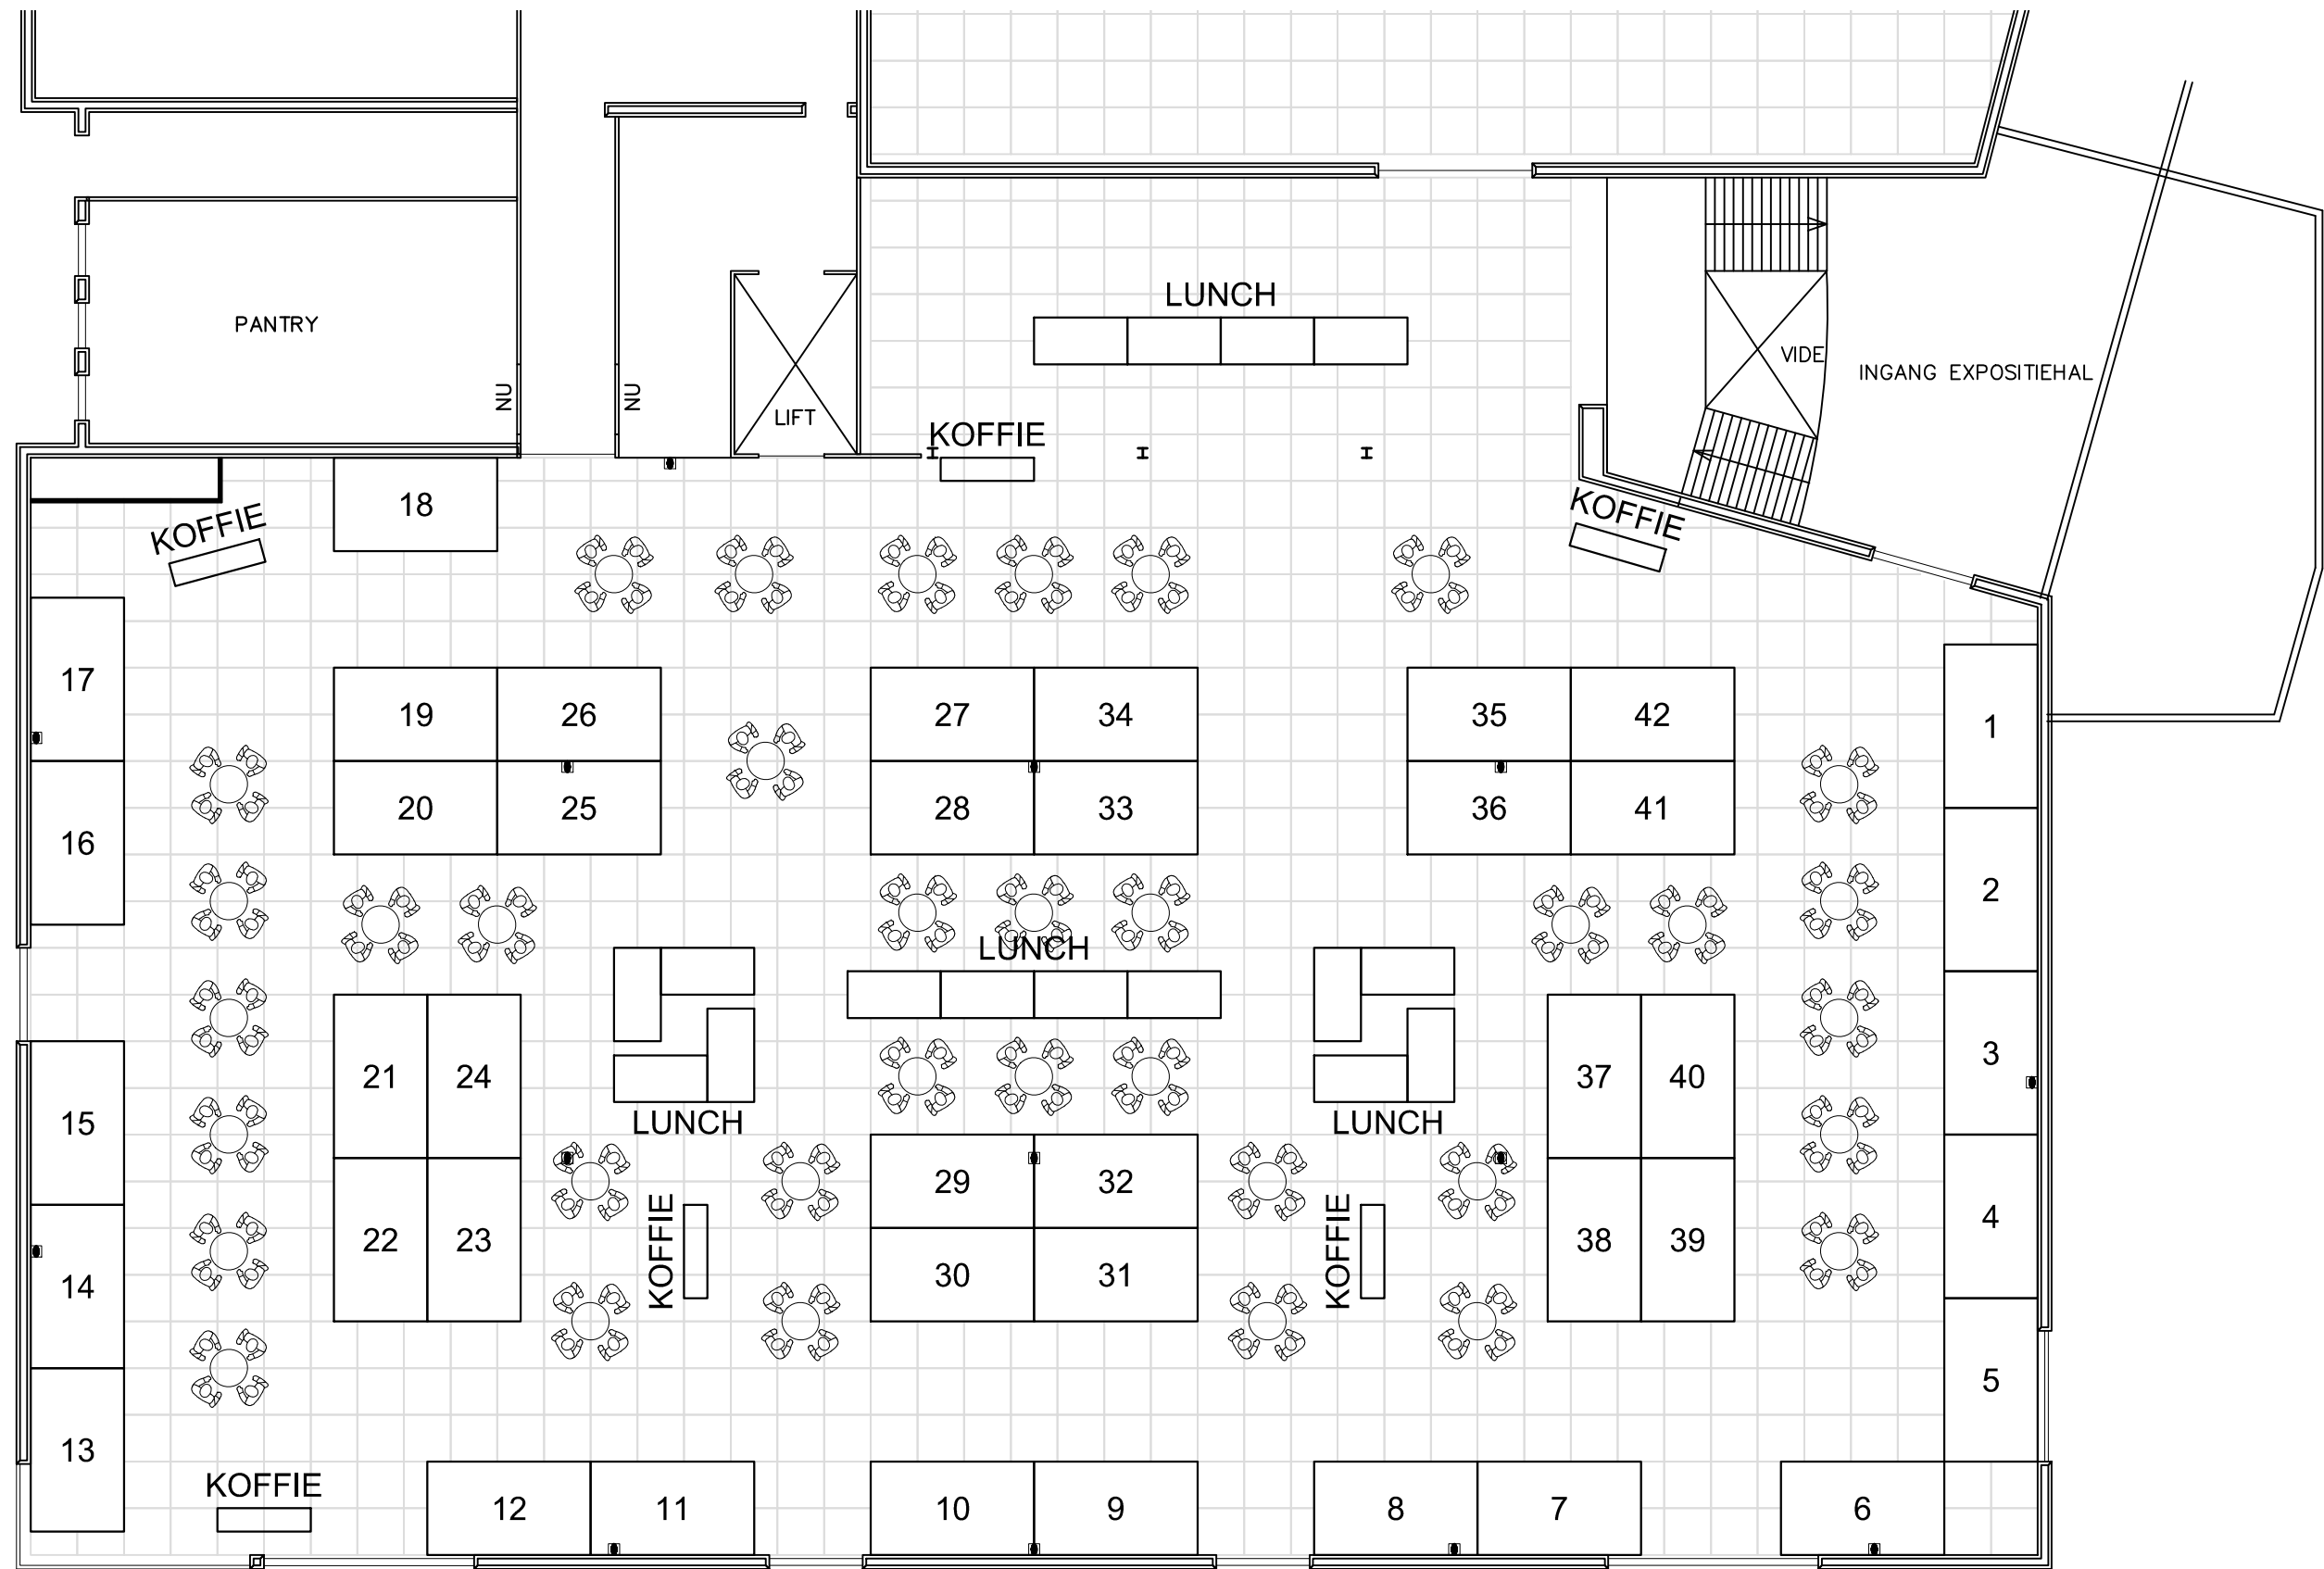 LUNCH
PANTRY
VIDE
INGANG EXPOSITIEHAL
NU
NU
LIFT
KOFFIE
18
KOFFIE
KOFFIE
17
19
26
27
34
35
42
1
16
20
25
28
33
36
41
2
LUNCH
3
21
24
37
40
15
LUNCH
LUNCH
29
32
4
22
23
KOFFIE
KOFFIE
38
39
14
30
31
5
13
KOFFIE
12
11
10
9
8
7
6